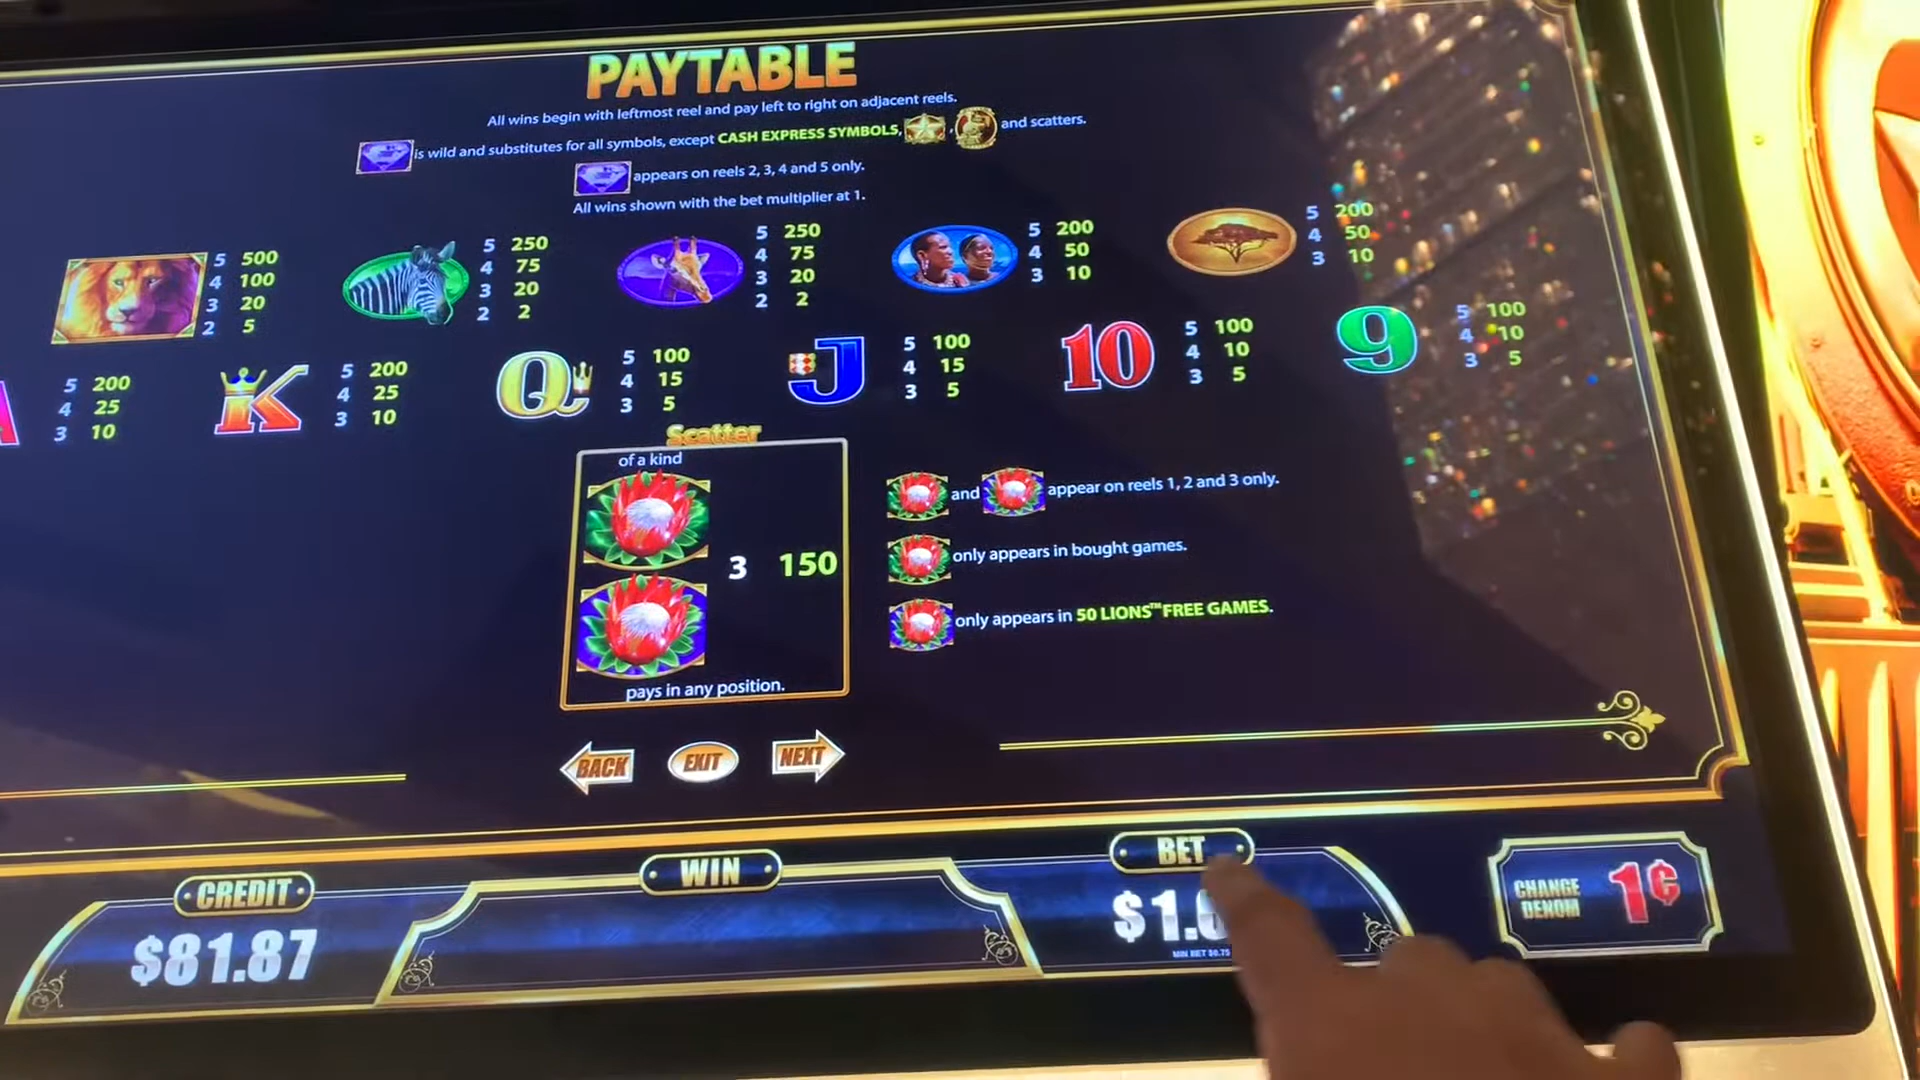 PAYTABLE
All wins begin with leftmost reel and pay left to right on adjacent reels.
is wild and substitutes for all symbols, except CASH EXPRESS SYMBOLS, , and scatters.
appears on reels 2, 3, 4 and 5 only.
All wins shown with the bet multiplier at 1.
5 500
4 100
3 20
2 5
5 250
4 75
3 20
2 2
5 250
4 75
3 20
2 2
5 200
4 50
3 10
5 200
4 50
3 10
5 200
4 25
3 10
K
5 200
4 25
3 10
Q
5 100
4 15
3 5
J
5 100
4 15
3 5
10
5 100
4 10
3 5
9
5 100
4 10
3 5
Scatter
of a kind
3 150
pays in any position.
and appear on reels 1, 2 and 3 only.
only appears in bought games.
only appears in 50 LIONS™ FREE GAMES.
BACK
EXIT
NEXT
CREDIT
$81.87
WIN
BET
MIN BET $0.75
CHANGE
DENOM
1¢